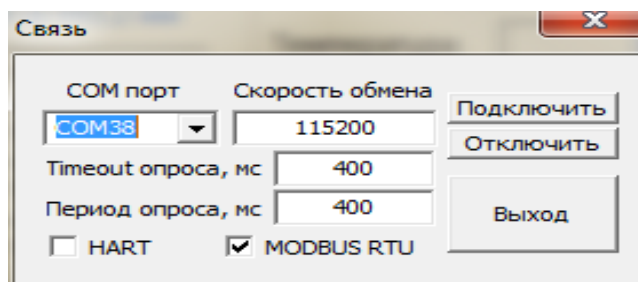 Связь
COM порт Скорость обмена
COM38 115200
Подключить
Отключить
Timeout опроса, мс 400
Период опроса, мс 400
Выход
HART MODBUS RTU